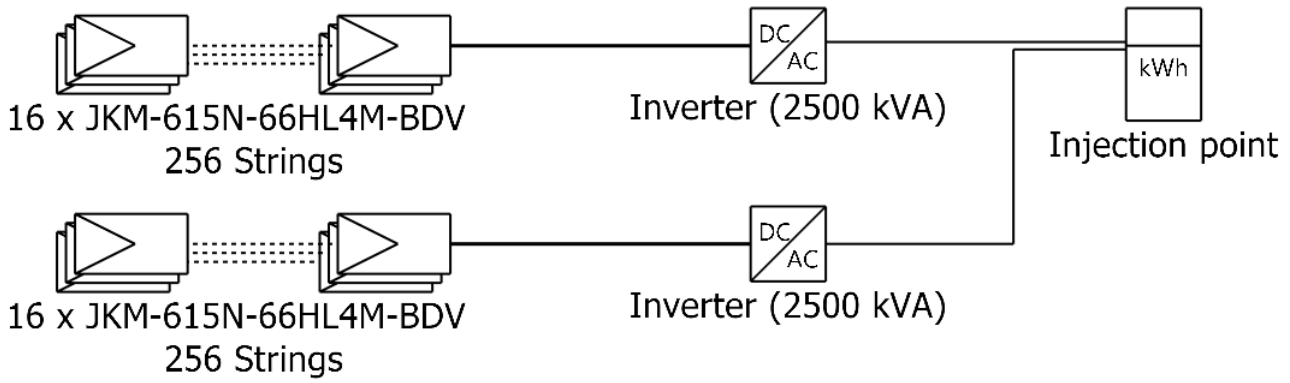 DC
AC
kWh
16 x JKM-615N-66HL4M-BDV
256 Strings
Inverter (2500 kVA)
Injection point
DC
AC
16 x JKM-615N-66HL4M-BDV
256 Strings
Inverter (2500 kVA)